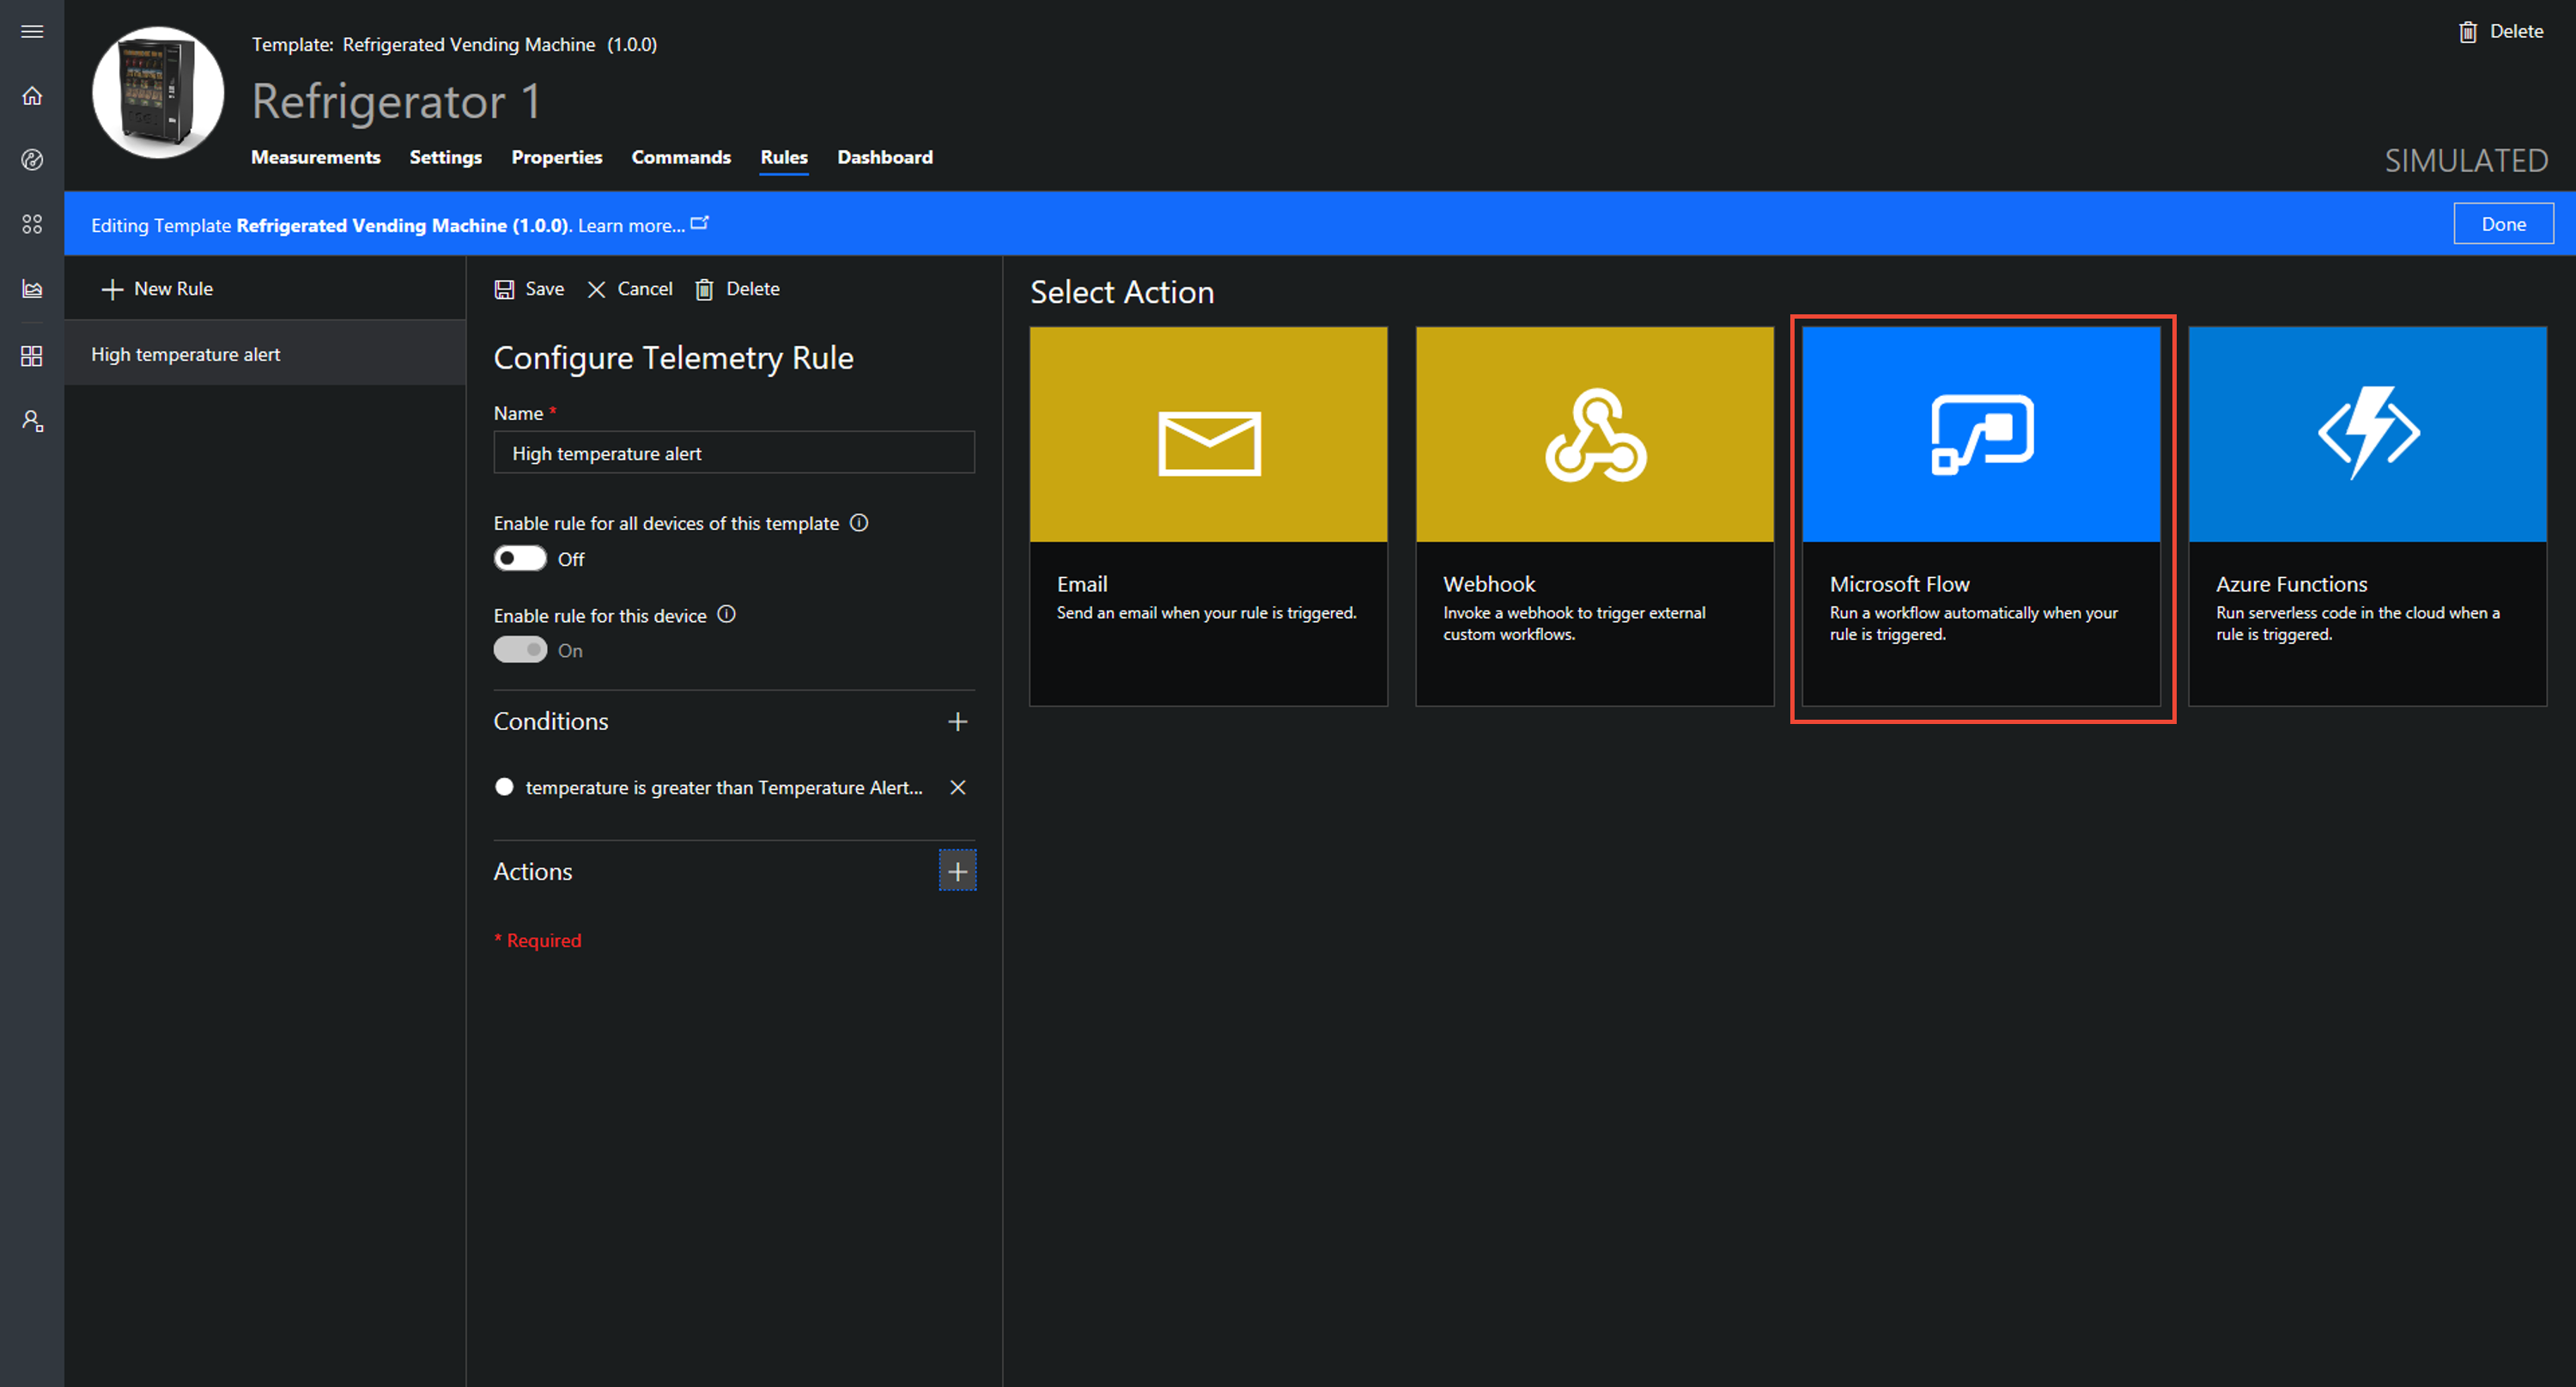 Template: Refrigerated Vending Machine (1.0.0)
Delete
Refrigerator 1
Measurements Settings Properties Commands Rules Dashboard
SIMULATED
Editing Template Refrigerated Vending Machine (1.0.0). Learn more...
Done
New Rule
High temperature alert
Save Cancel Delete
Configure Telemetry Rule
Name *
High temperature alert
Enable rule for all devices of this template
Off
Enable rule for this device
On
Conditions
temperature is greater than Temperature Alert...
Actions
* Required
Select Action
Email
Send an email when your rule is triggered.
Webhook
Invoke a webhook to trigger external
custom workflows.
Microsoft Flow
Run a workflow automatically when your
rule is triggered.
Azure Functions
Run serverless code in the cloud when a
rule is triggered.